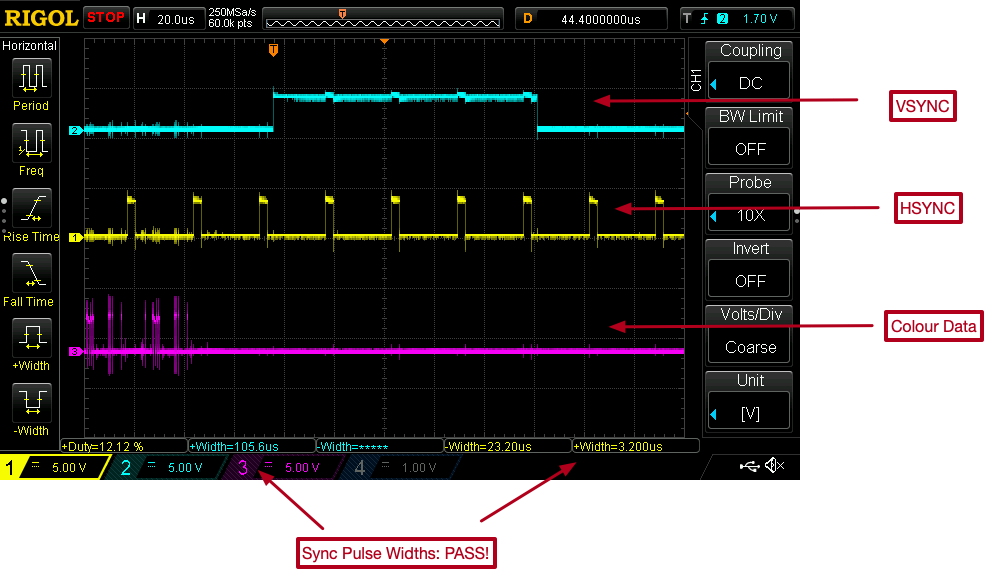 RIGOL STOP H 20.0us 250MSa/s 60.0k pts D 44.4000000us T 2 1.70 V
Horizontal
Period
Freq
Rise Time
Fall Time
+Width
-Width
T
T
2
1
3
CH1
Coupling
DC
BW Limit
OFF
Probe
10X
Invert
OFF
Volts/Div
Coarse
Unit
[V]
VSYNC
HSYNC
Colour Data
+Duty=12.12 % +Width=105.6us -Width=***** -Width=23.20us +Width=3.200us
1 5.00 V 2 5.00 V 3 5.00 V 4 1.00 V
Sync Pulse Widths: PASS!